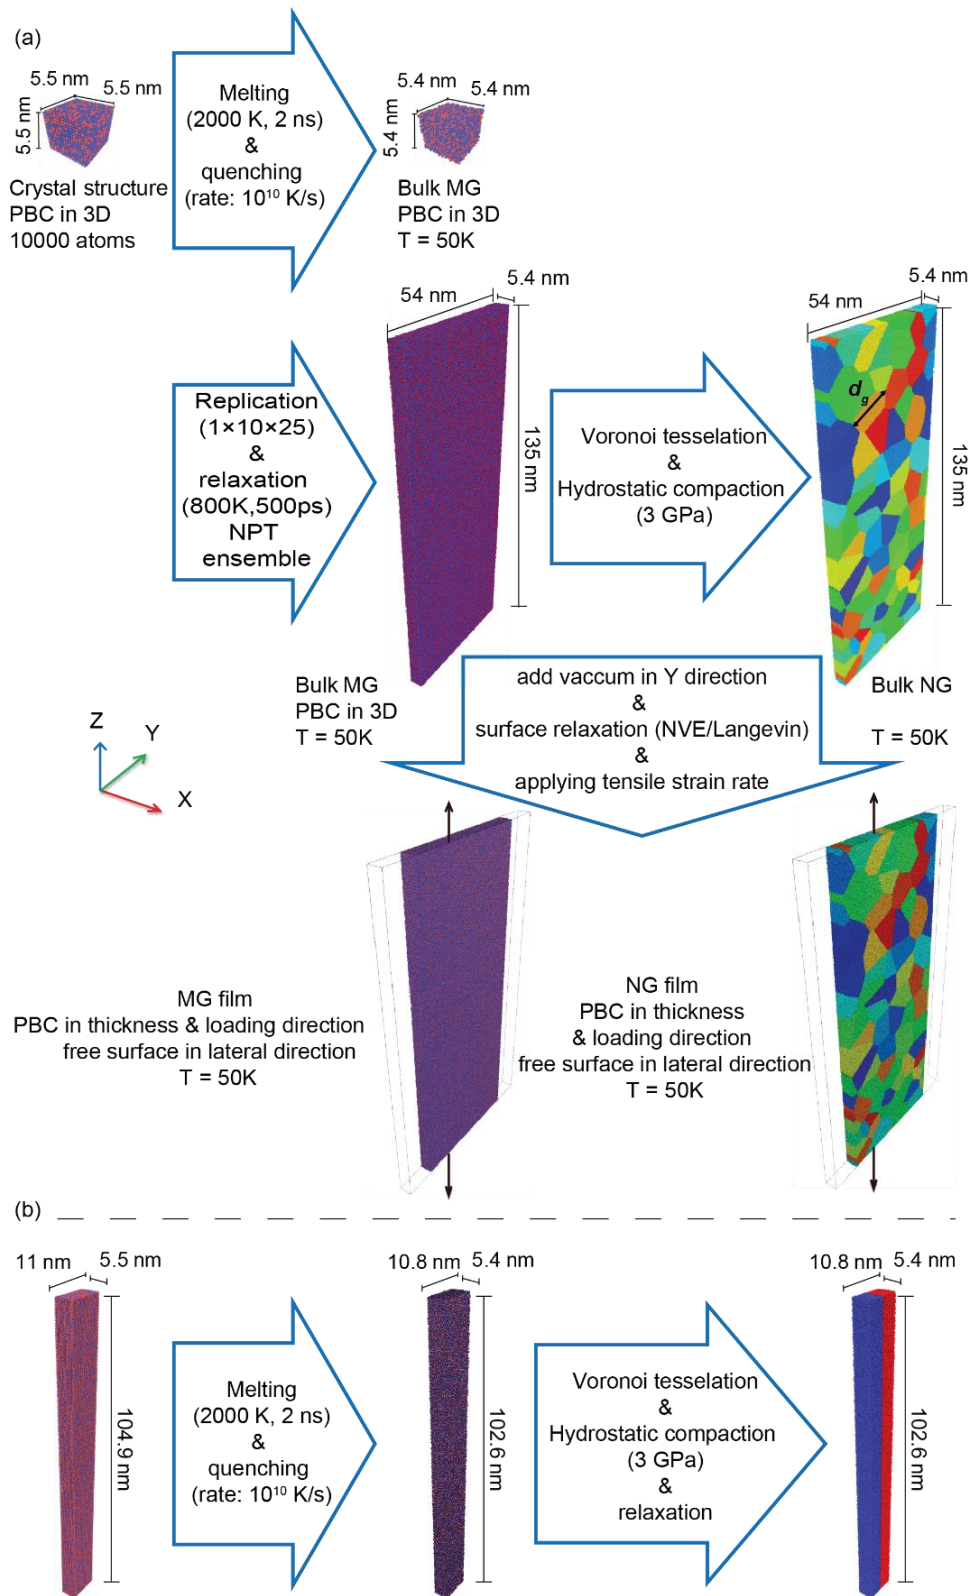 (a)
5.5 nm
5.5 nm
5.5 nm
Crystal structure
PBC in 3D
10000 atoms
Melting
(2000 K, 2 ns)
&
quenching
(rate: 10¹⁰ K/s)
5.4 nm
5.4 nm
5.4 nm
Bulk MG
PBC in 3D
T = 50K
Replication
(1×10×25)
&
relaxation
(800K,500ps)
NPT
ensemble
54 nm
5.4 nm
135 nm
Bulk MG
PBC in 3D
T = 50K
Voronoi tesselation
&
Hydrostatic compaction
(3 GPa)
54 nm
5.4 nm
d_g
135 nm
Bulk NG
T = 50K
Z
Y
X
add vaccum in Y direction
&
surface relaxation (NVE/Langevin)
&
applying tensile strain rate
MG film
PBC in thickness & loading direction
free surface in lateral direction
T = 50K
NG film
PBC in thickness
& loading direction
free surface in lateral direction
T = 50K
(b)
11 nm
5.5 nm
104.9 nm
Melting
(2000 K, 2 ns)
&
quenching
(rate: 10¹⁰ K/s)
10.8 nm
5.4 nm
102.6 nm
Voronoi tesselation
&
Hydrostatic compaction
(3 GPa)
&
relaxation
10.8 nm
5.4 nm
102.6 nm